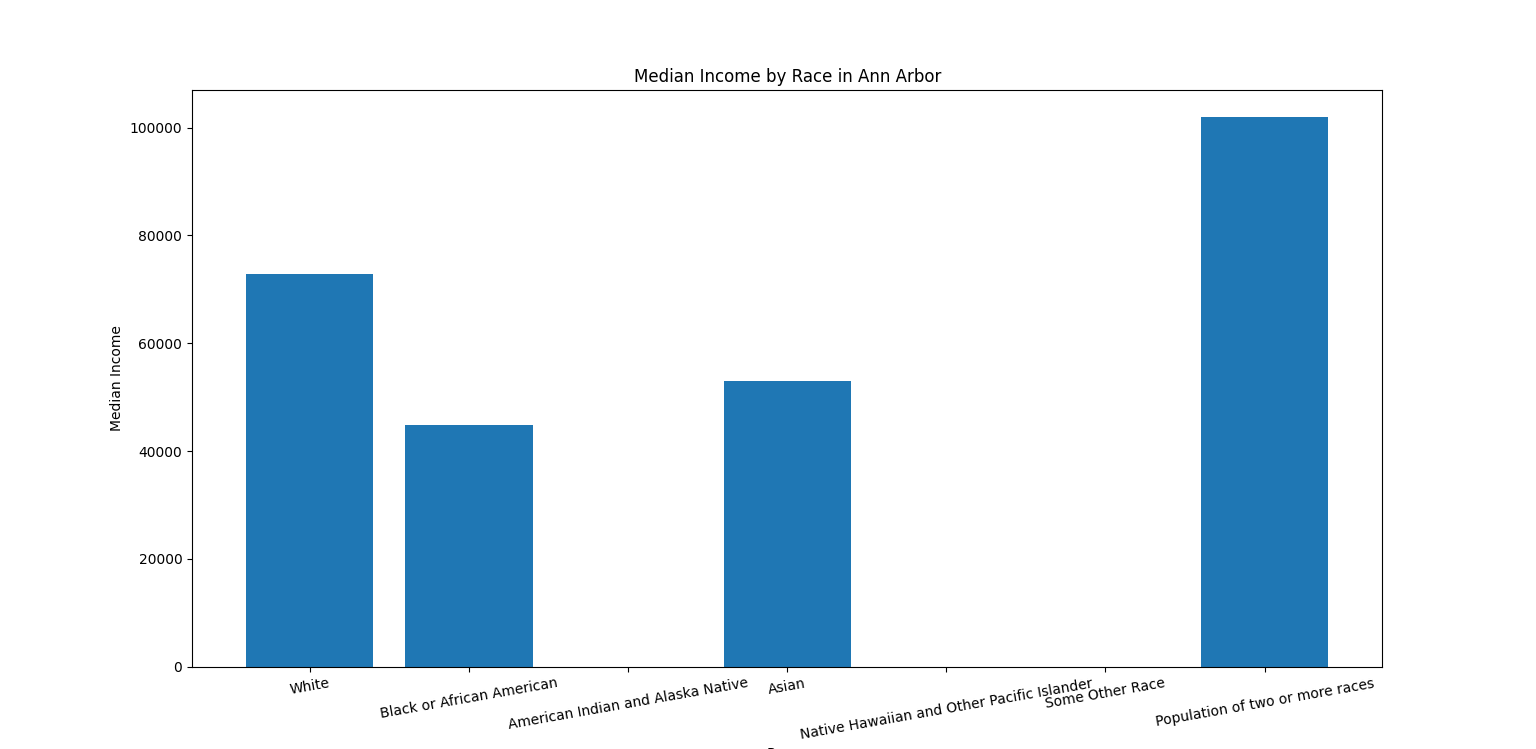 Median Income by Race in Ann Arbor
100000
80000
60000
40000
20000
0
Median Income
White
Black or African American
American Indian and Alaska Native
Asian
Native Hawaiian and Other Pacific Islander
Some Other Race
Population of two or more races